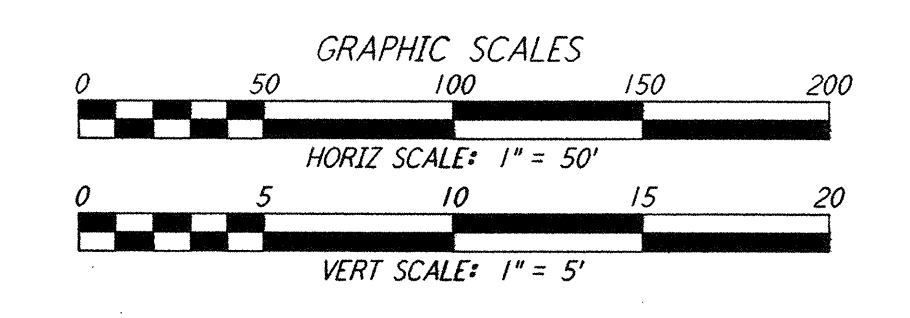 GRAPHIC SCALES
0 50 100 150 200
HORIZ SCALE: 1" = 50'
0 5 10 15 20
VERT SCALE: 1" = 5'